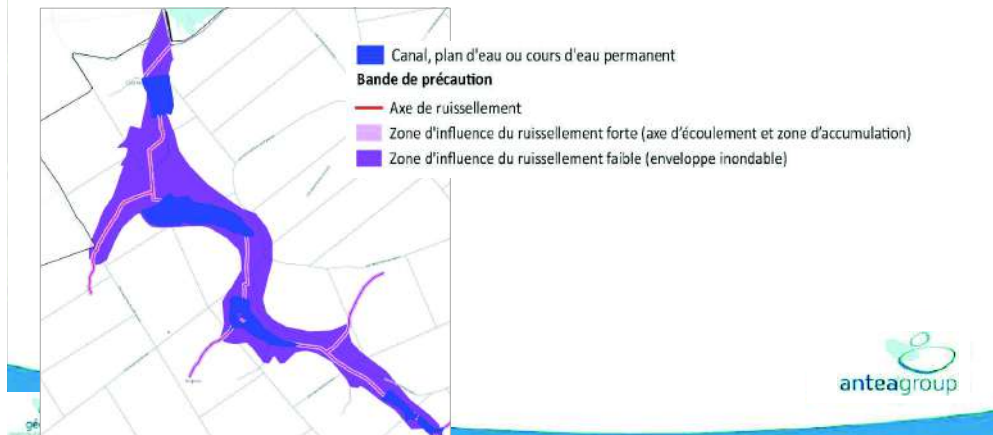 Canal, plan d'eau ou cours d'eau permanent
Bande de précaution
Axe de ruissellement
Zone d'influence du ruissellement forte (axe d'écoulement et zone d'accumulation)
Zone d'influence du ruissellement faible (enveloppe inondable)
anteagroup